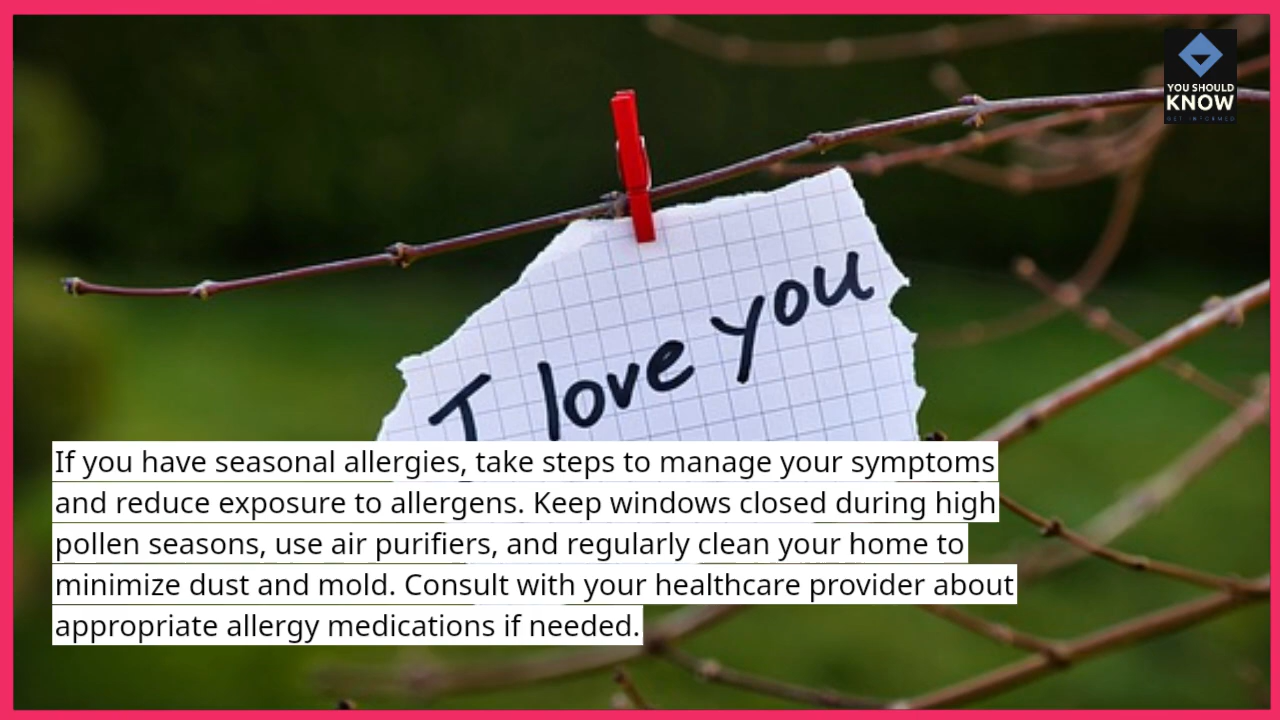 YOU SHOULD
KNOW
GET INFORMED
I love you
If you have seasonal allergies, take steps to manage your symptoms
and reduce exposure to allergens. Keep windows closed during high
pollen seasons, use air purifiers, and regularly clean your home to
minimize dust and mold. Consult with your healthcare provider about
appropriate allergy medications if needed.